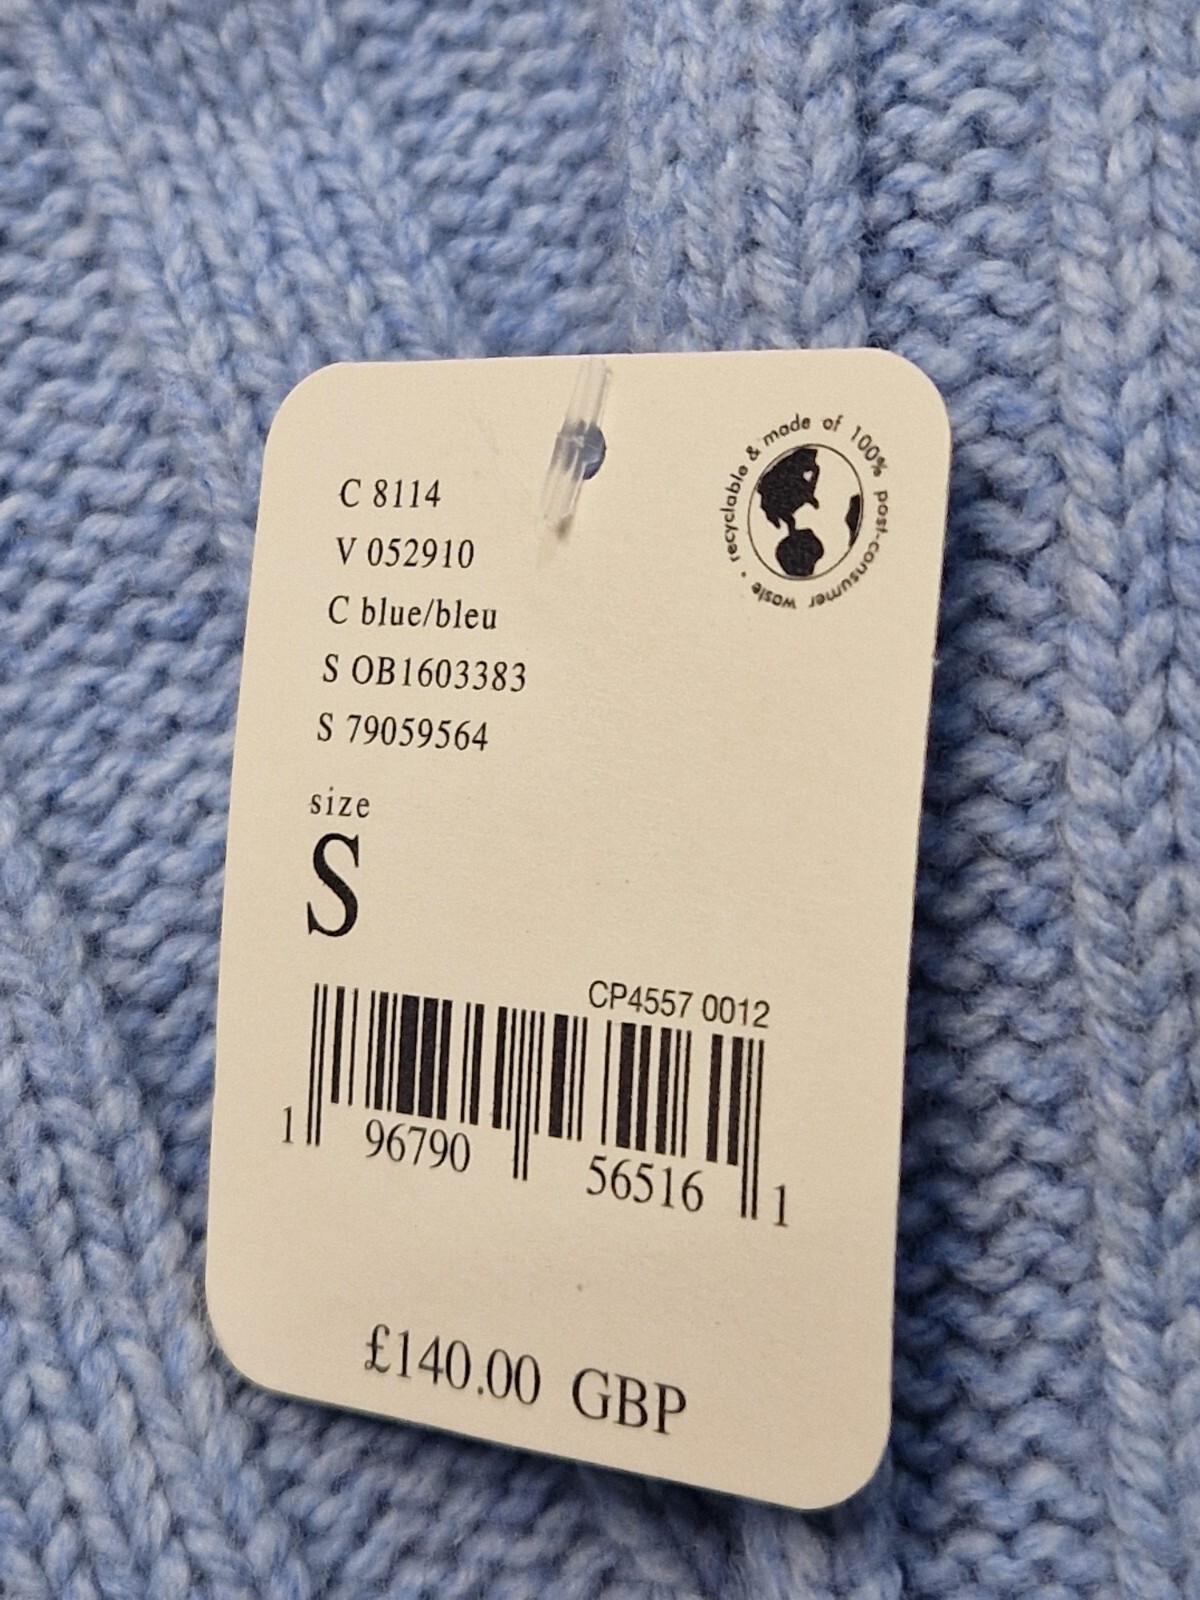 recyclable & made of 100% post-consumer waste •
C 8114
V 052910
C blue/bleu
S OB1603383
S 79059564
size
S
CP4557 0012
1 96790 56516 1
£140.00 GBP